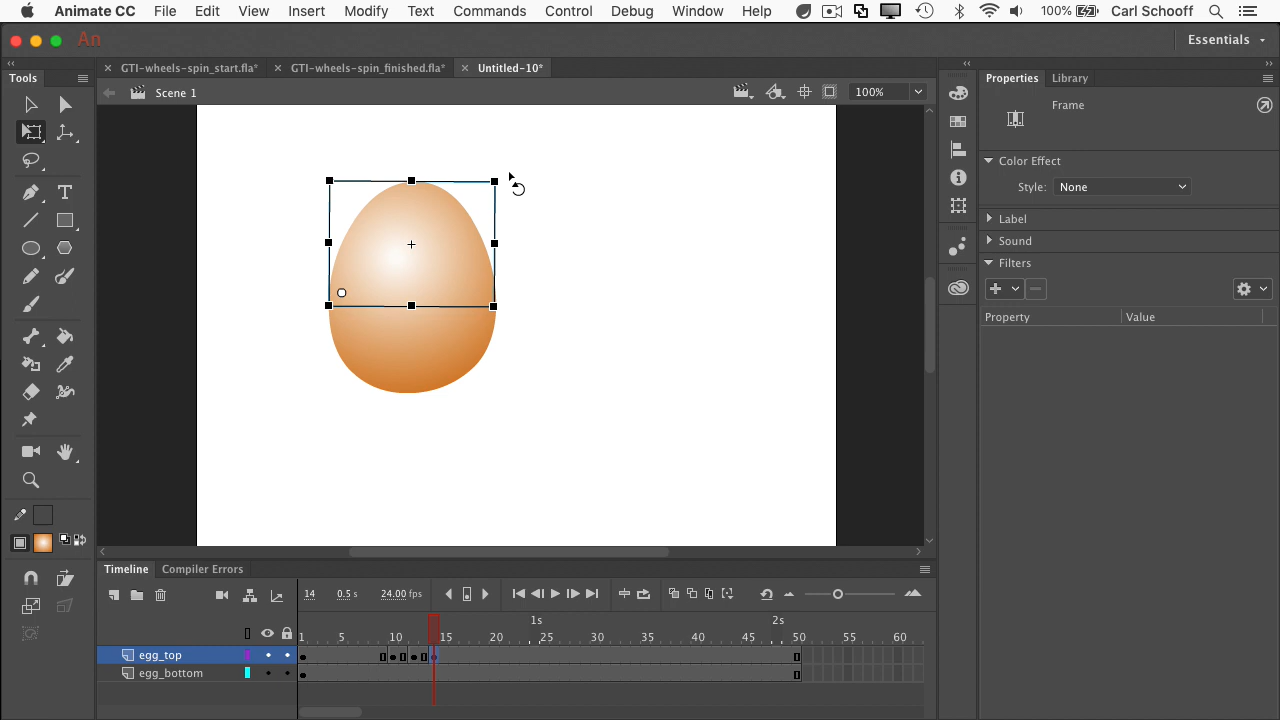 Animate CC File Edit View Insert Modify Text Commands Control Debug Window Help 100% Carl Schooff
An Essentials
Tools GTI-wheels-spin_start.fla* GTI-wheels-spin_finished.fla* Untitled-10* Properties Library
Scene 1 100% Frame
Color Effect
Style: None
Label
Sound
Filters
Property Value
Timeline Compiler Errors
14 0.5 s 24.00 fps
1s 2s
1 5 10 15 20 25 30 35 40 45 50 55 60
egg_top
egg_bottom